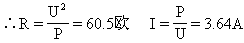 ∴R = U²/P = 60.5欧 I = P/U = 3.64A